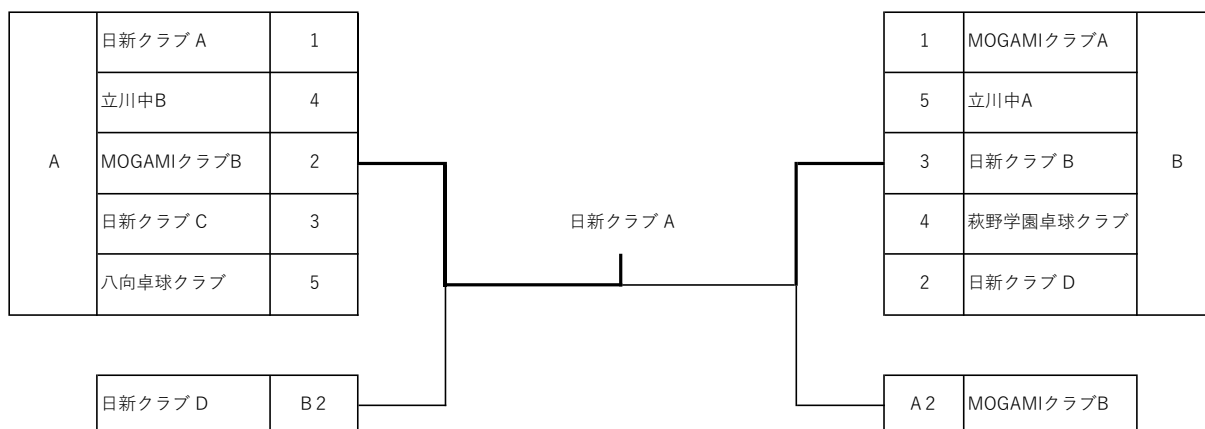 日新クラブ A 1
立川中B 4
A MOGAMIクラブB 2
日新クラブ C 3
八向卓球クラブ 5
日新クラブ D B2
日新クラブ A
1 MOGAMIクラブA
5 立川中A
3 日新クラブ B B
4 萩野学園卓球クラブ
2 日新クラブ D
A2 MOGAMIクラブB